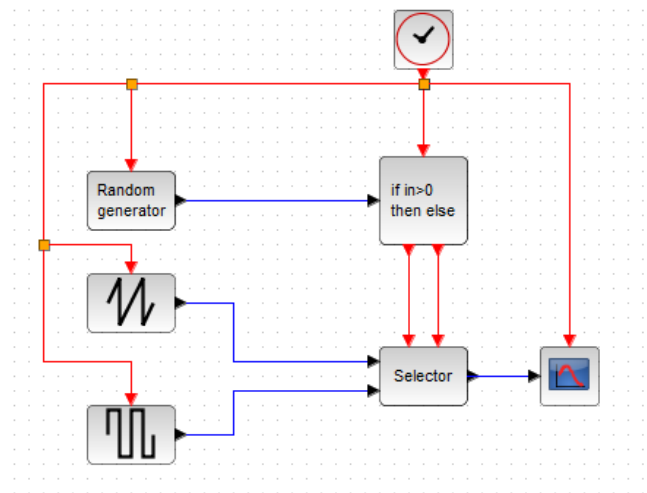 Random
generator
if in>0
then else
Selector